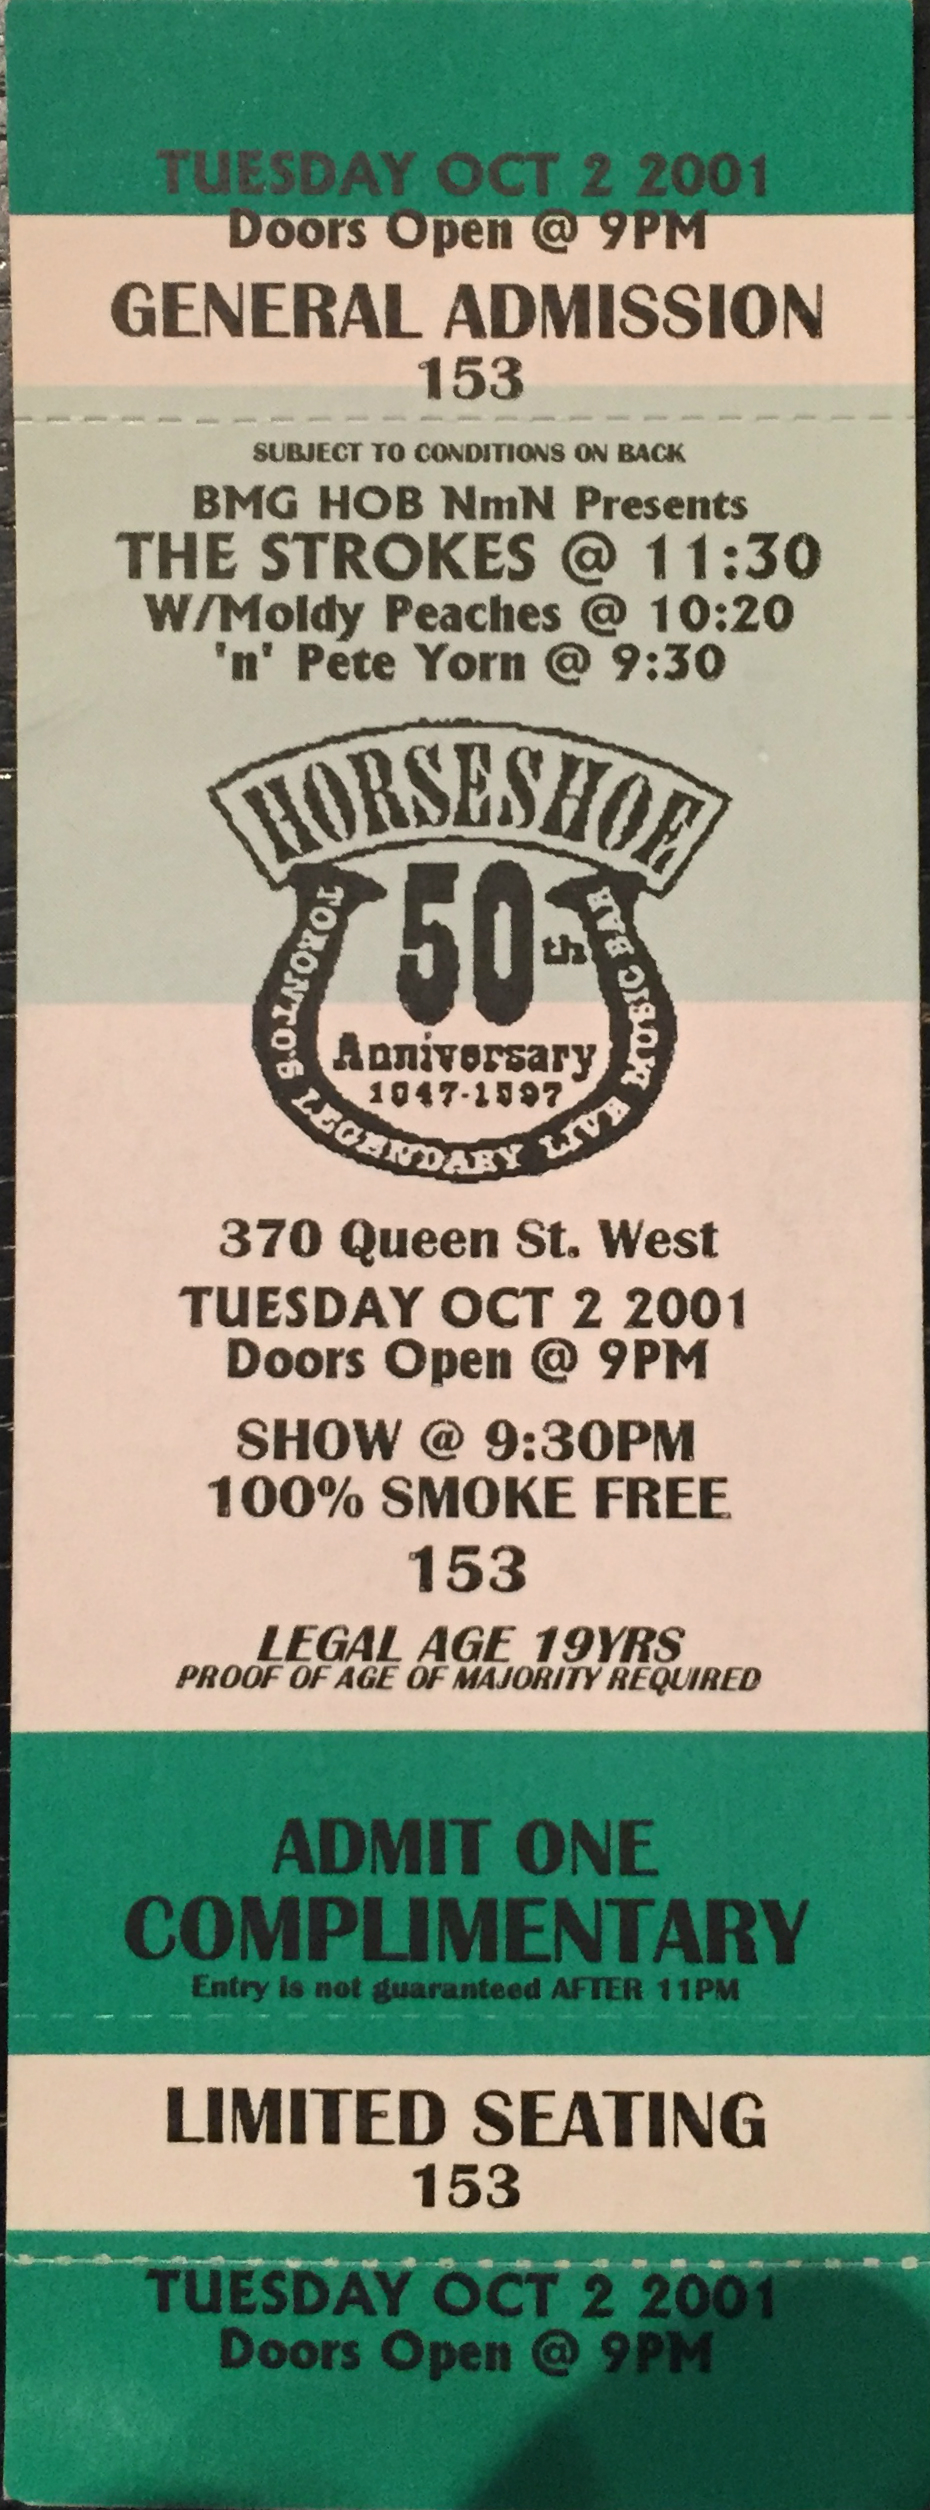 TUESDAY OCT 2 2001
Doors Open @ 9PM
GENERAL ADMISSION
153
SUBJECT TO CONDITIONS ON BACK
BMG HOB NmN Presents
THE STROKES @ 11:30
W/Moldy Peaches @ 10:20
'n' Pete Yorn @ 9:30
HORSESHOE
TORONTO'S LEGENDARY LIVE MUSIC BAR
50th
Anniversary
1947-1997
370 Queen St. West
TUESDAY OCT 2 2001
Doors Open @ 9PM
SHOW @ 9:30PM
100% SMOKE FREE
153
LEGAL AGE 19YRS
PROOF OF AGE OF MAJORITY REQUIRED
ADMIT ONE
COMPLIMENTARY
Entry is not guaranteed AFTER 11PM
LIMITED SEATING
153
TUESDAY OCT 2 2001
Doors Open @ 9PM